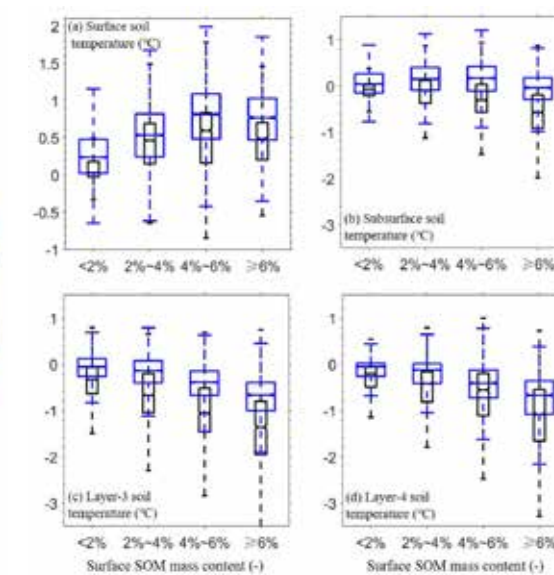 2
1.5
1
0.5
0
-0.5
-1
(a) Surface soil
temperature (℃)
<2% 2%~4% 4%~6% ≥6%
1
0
-1
-2
-3
(b) Subsurface soil
temperature (℃)
<2% 2%~4% 4%~6% ≥6%
1
0
-1
-2
-3
(c) Layer-3 soil
temperature (℃)
<2% 2%~4% 4%~6% ≥6%
Surface SOM mass content (-)
1
0
-1
-2
-3
(d) Layer-4 soil
temperature (℃)
<2% 2%~4% 4%~6% ≥6%
Surface SOM mass content (-)